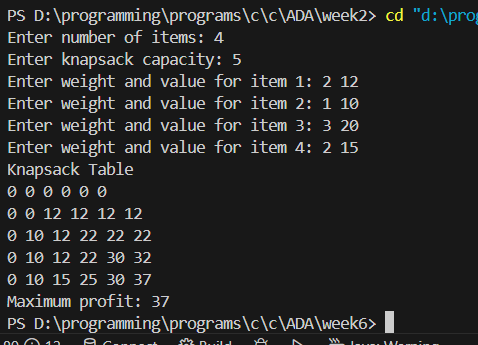 PS D:\programming\programs\c\c\ADA\week2> cd "d:\prog
Enter number of items: 4
Enter knapsack capacity: 5
Enter weight and value for item 1: 2 12
Enter weight and value for item 2: 1 10
Enter weight and value for item 3: 3 20
Enter weight and value for item 4: 2 15
Knapsack Table
0 0 0 0 0 0
0 0 12 12 12 12
0 10 12 22 22 22
0 10 12 22 30 32
0 10 15 25 30 37
Maximum profit: 37
PS D:\programming\programs\c\c\ADA\week6>
Connect Build Java: Warning